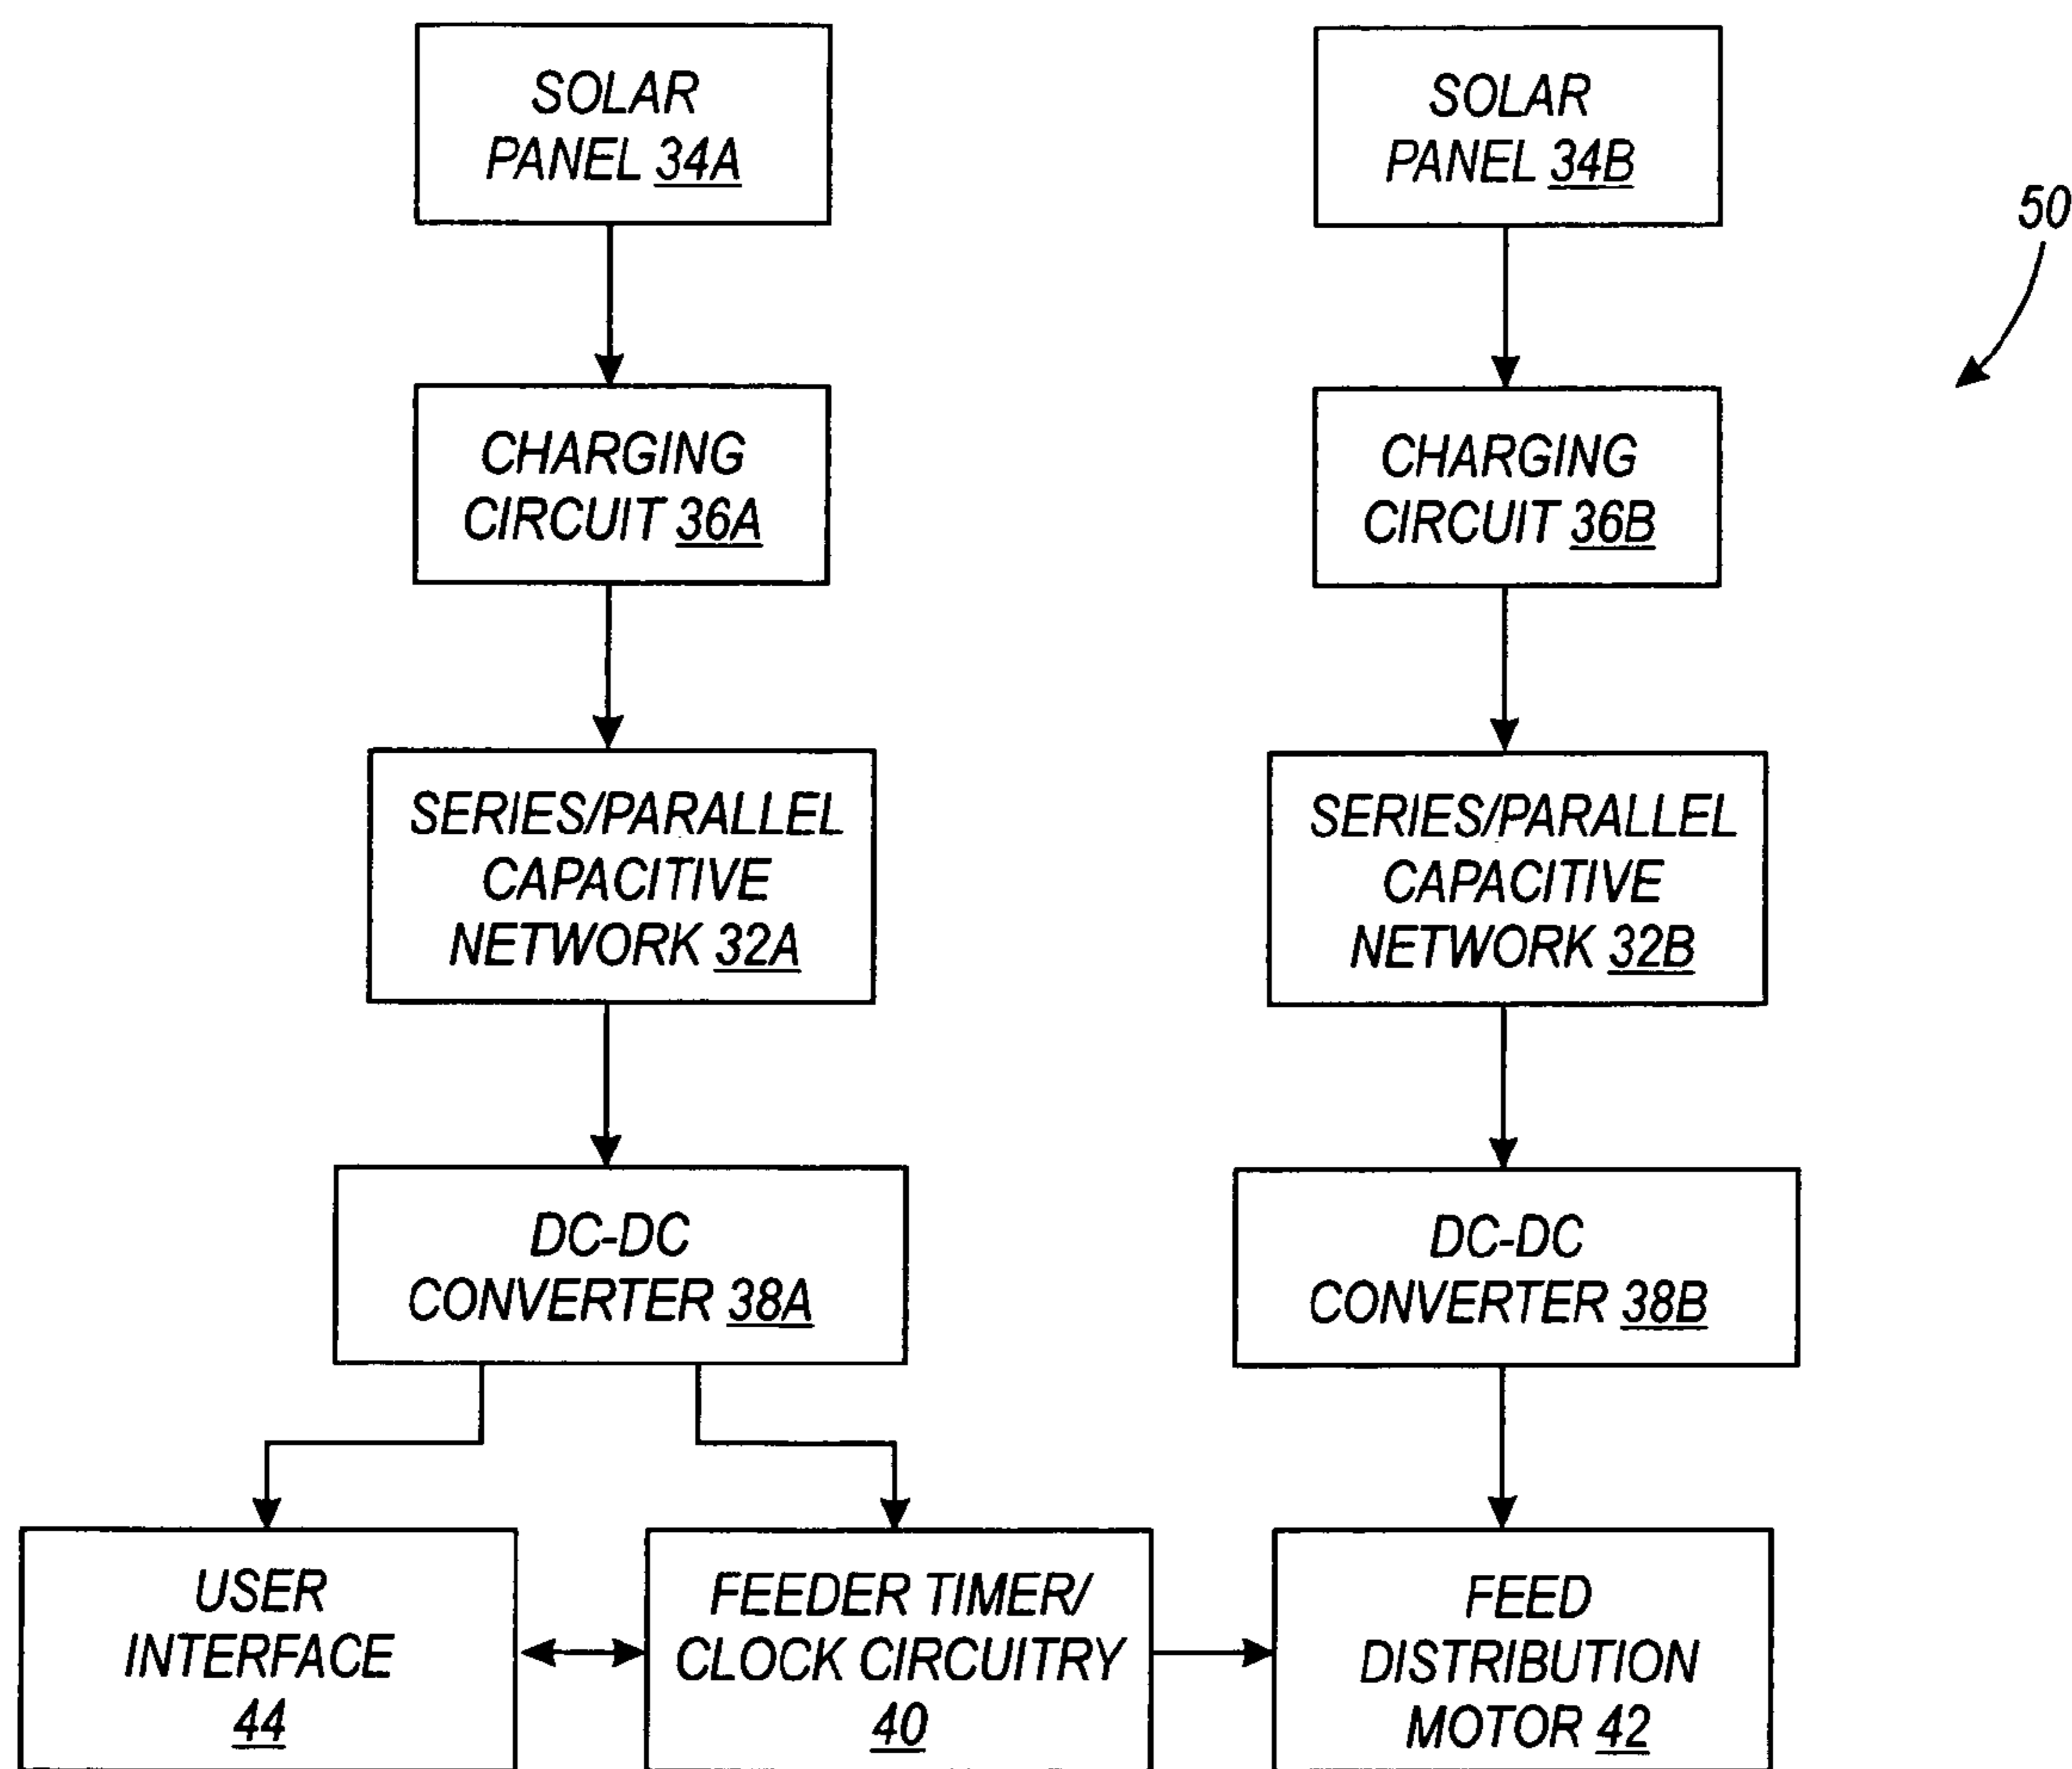 SOLAR
PANEL 34A
SOLAR
PANEL 34B
50
CHARGING
CIRCUIT 36A
CHARGING
CIRCUIT 36B
SERIES/PARALLEL
CAPACITIVE
NETWORK 32A
SERIES/PARALLEL
CAPACITIVE
NETWORK 32B
DC-DC
CONVERTER 38A
DC-DC
CONVERTER 38B
USER
INTERFACE
44
FEEDER TIMER/
CLOCK CIRCUITRY
40
FEED
DISTRIBUTION
MOTOR 42